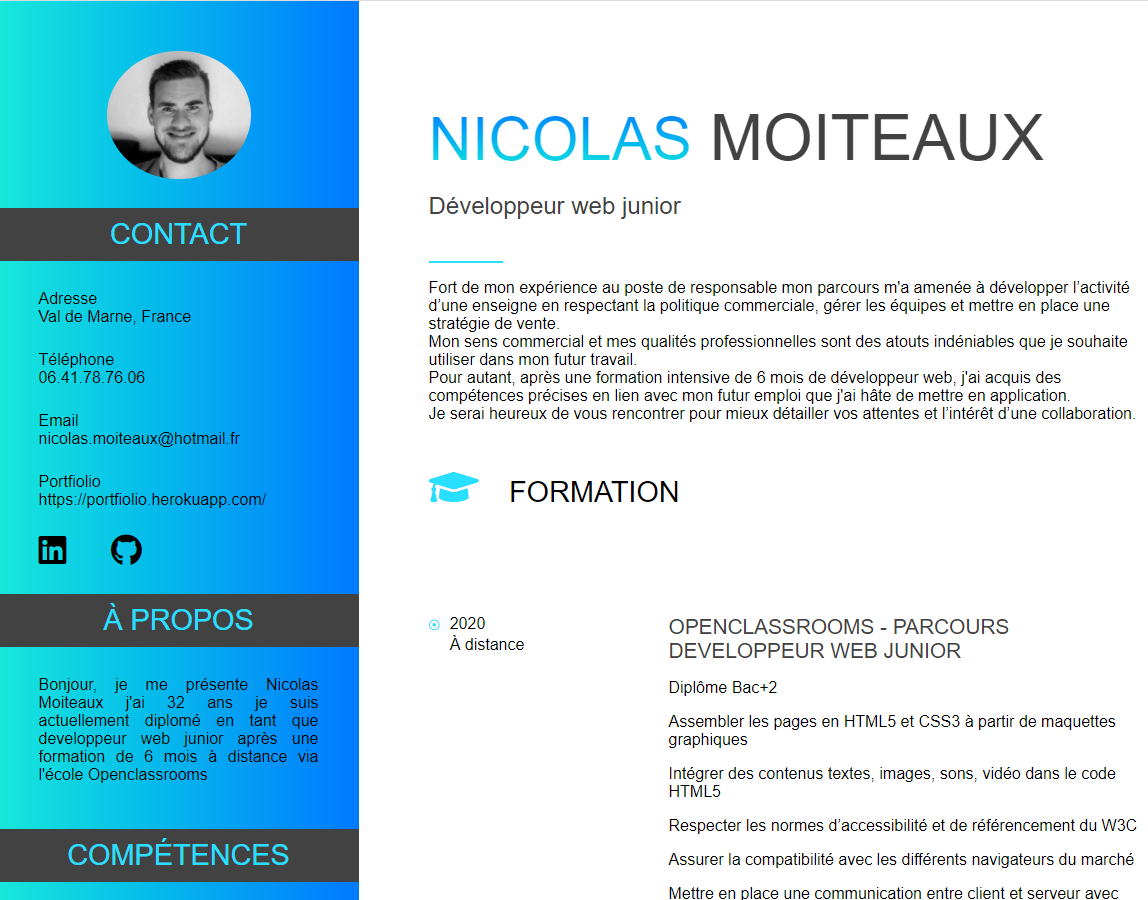 CONTACT
Adresse
Val de Marne, France
Téléphone
06.41.78.76.06
Email
nicolas.moiteaux@hotmail.fr
Portfiolio
https://portfiolio.herokuapp.com/
in
À PROPOS
Bonjour, je me présente Nicolas
Moiteaux j'ai 32 ans je suis
actuellement diplomé en tant que
developpeur web junior après une
formation de 6 mois à distance via
l'école Openclassrooms
COMPÉTENCES
NICOLAS MOITEAUX
Développeur web junior
Fort de mon expérience au poste de responsable mon parcours m'a amenée à développer l’activité
d’une enseigne en respectant la politique commerciale, gérer les équipes et mettre en place une
stratégie de vente.
Mon sens commercial et mes qualités professionnelles sont des atouts indéniables que je souhaite
utiliser dans mon futur travail.
Pour autant, après une formation intensive de 6 mois de développeur web, j'ai acquis des
compétences précises en lien avec mon futur emploi que j'ai hâte de mettre en application.
Je serai heureux de vous rencontrer pour mieux détailler vos attentes et l’intérêt d’une collaboration.
FORMATION
2020
À distance
OPENCLASSROOMS - PARCOURS
DEVELOPPEUR WEB JUNIOR
Diplôme Bac+2
Assembler les pages en HTML5 et CSS3 à partir de maquettes
graphiques
Intégrer des contenus textes, images, sons, vidéo dans le code
HTML5
Respecter les normes d’accessibilité et de référencement du W3C
Assurer la compatibilité avec les différents navigateurs du marché
Mettre en place une communication entre client et serveur avec